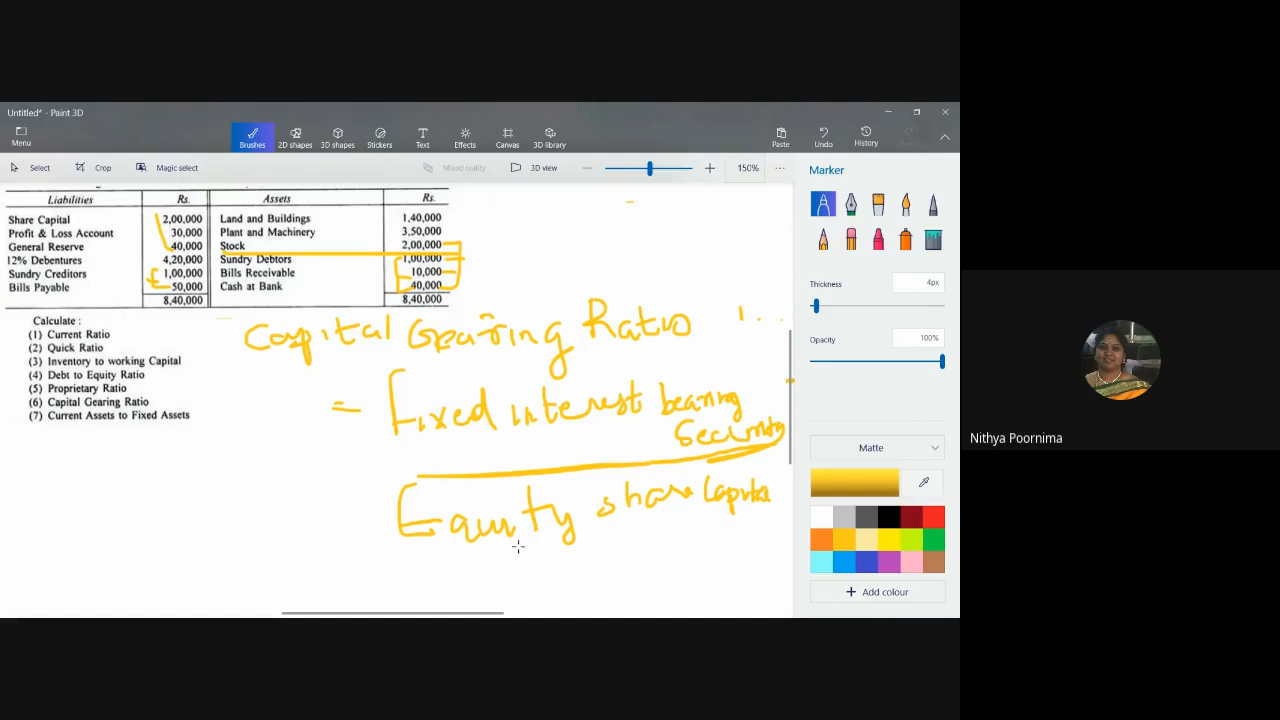 Untitled* - Paint 3D
Menu
Brushes 2D shapes 3D shapes Stickers Text Effects Canvas 3D library Paste Undo History
Select Crop Magic select Mixed reality 3D view 150% ...
Marker
Liabilities Rs. Assets Rs.
Share Capital 2,00,000 Land and Buildings 1,40,000
Profit & Loss Account 30,000 Plant and Machinery 3,50,000
General Reserve 40,000 Stock 2,00,000
12% Debentures 4,20,000 Sundry Debtors 1,00,000
Sundry Creditors 1,00,000 Bills Receivable 10,000
Bills Payable 50,000 Cash at Bank 40,000
8,40,000 8,40,000
Calculate :
(1) Current Ratio
(2) Quick Ratio
(3) Inventory to working Capital
(4) Debt to Equity Ratio
(5) Proprietary Ratio
(6) Capital Gearing Ratio
(7) Current Assets to Fixed Assets
Capital Gearing Ratio
= Fixed interest bearing
Security
Equity share Capital
Thickness 4px
Opacity 100%
Matte
Add colour
Nithya Poornima